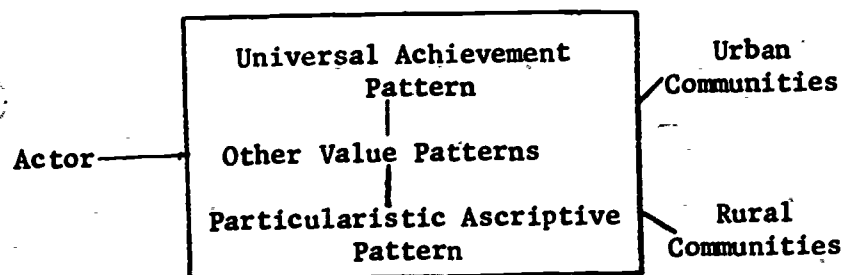 Universal Achievement
Pattern
Urban
Communities
Actor
Other Value Patterns
Particularistic Ascriptive
Pattern
Rural
Communities